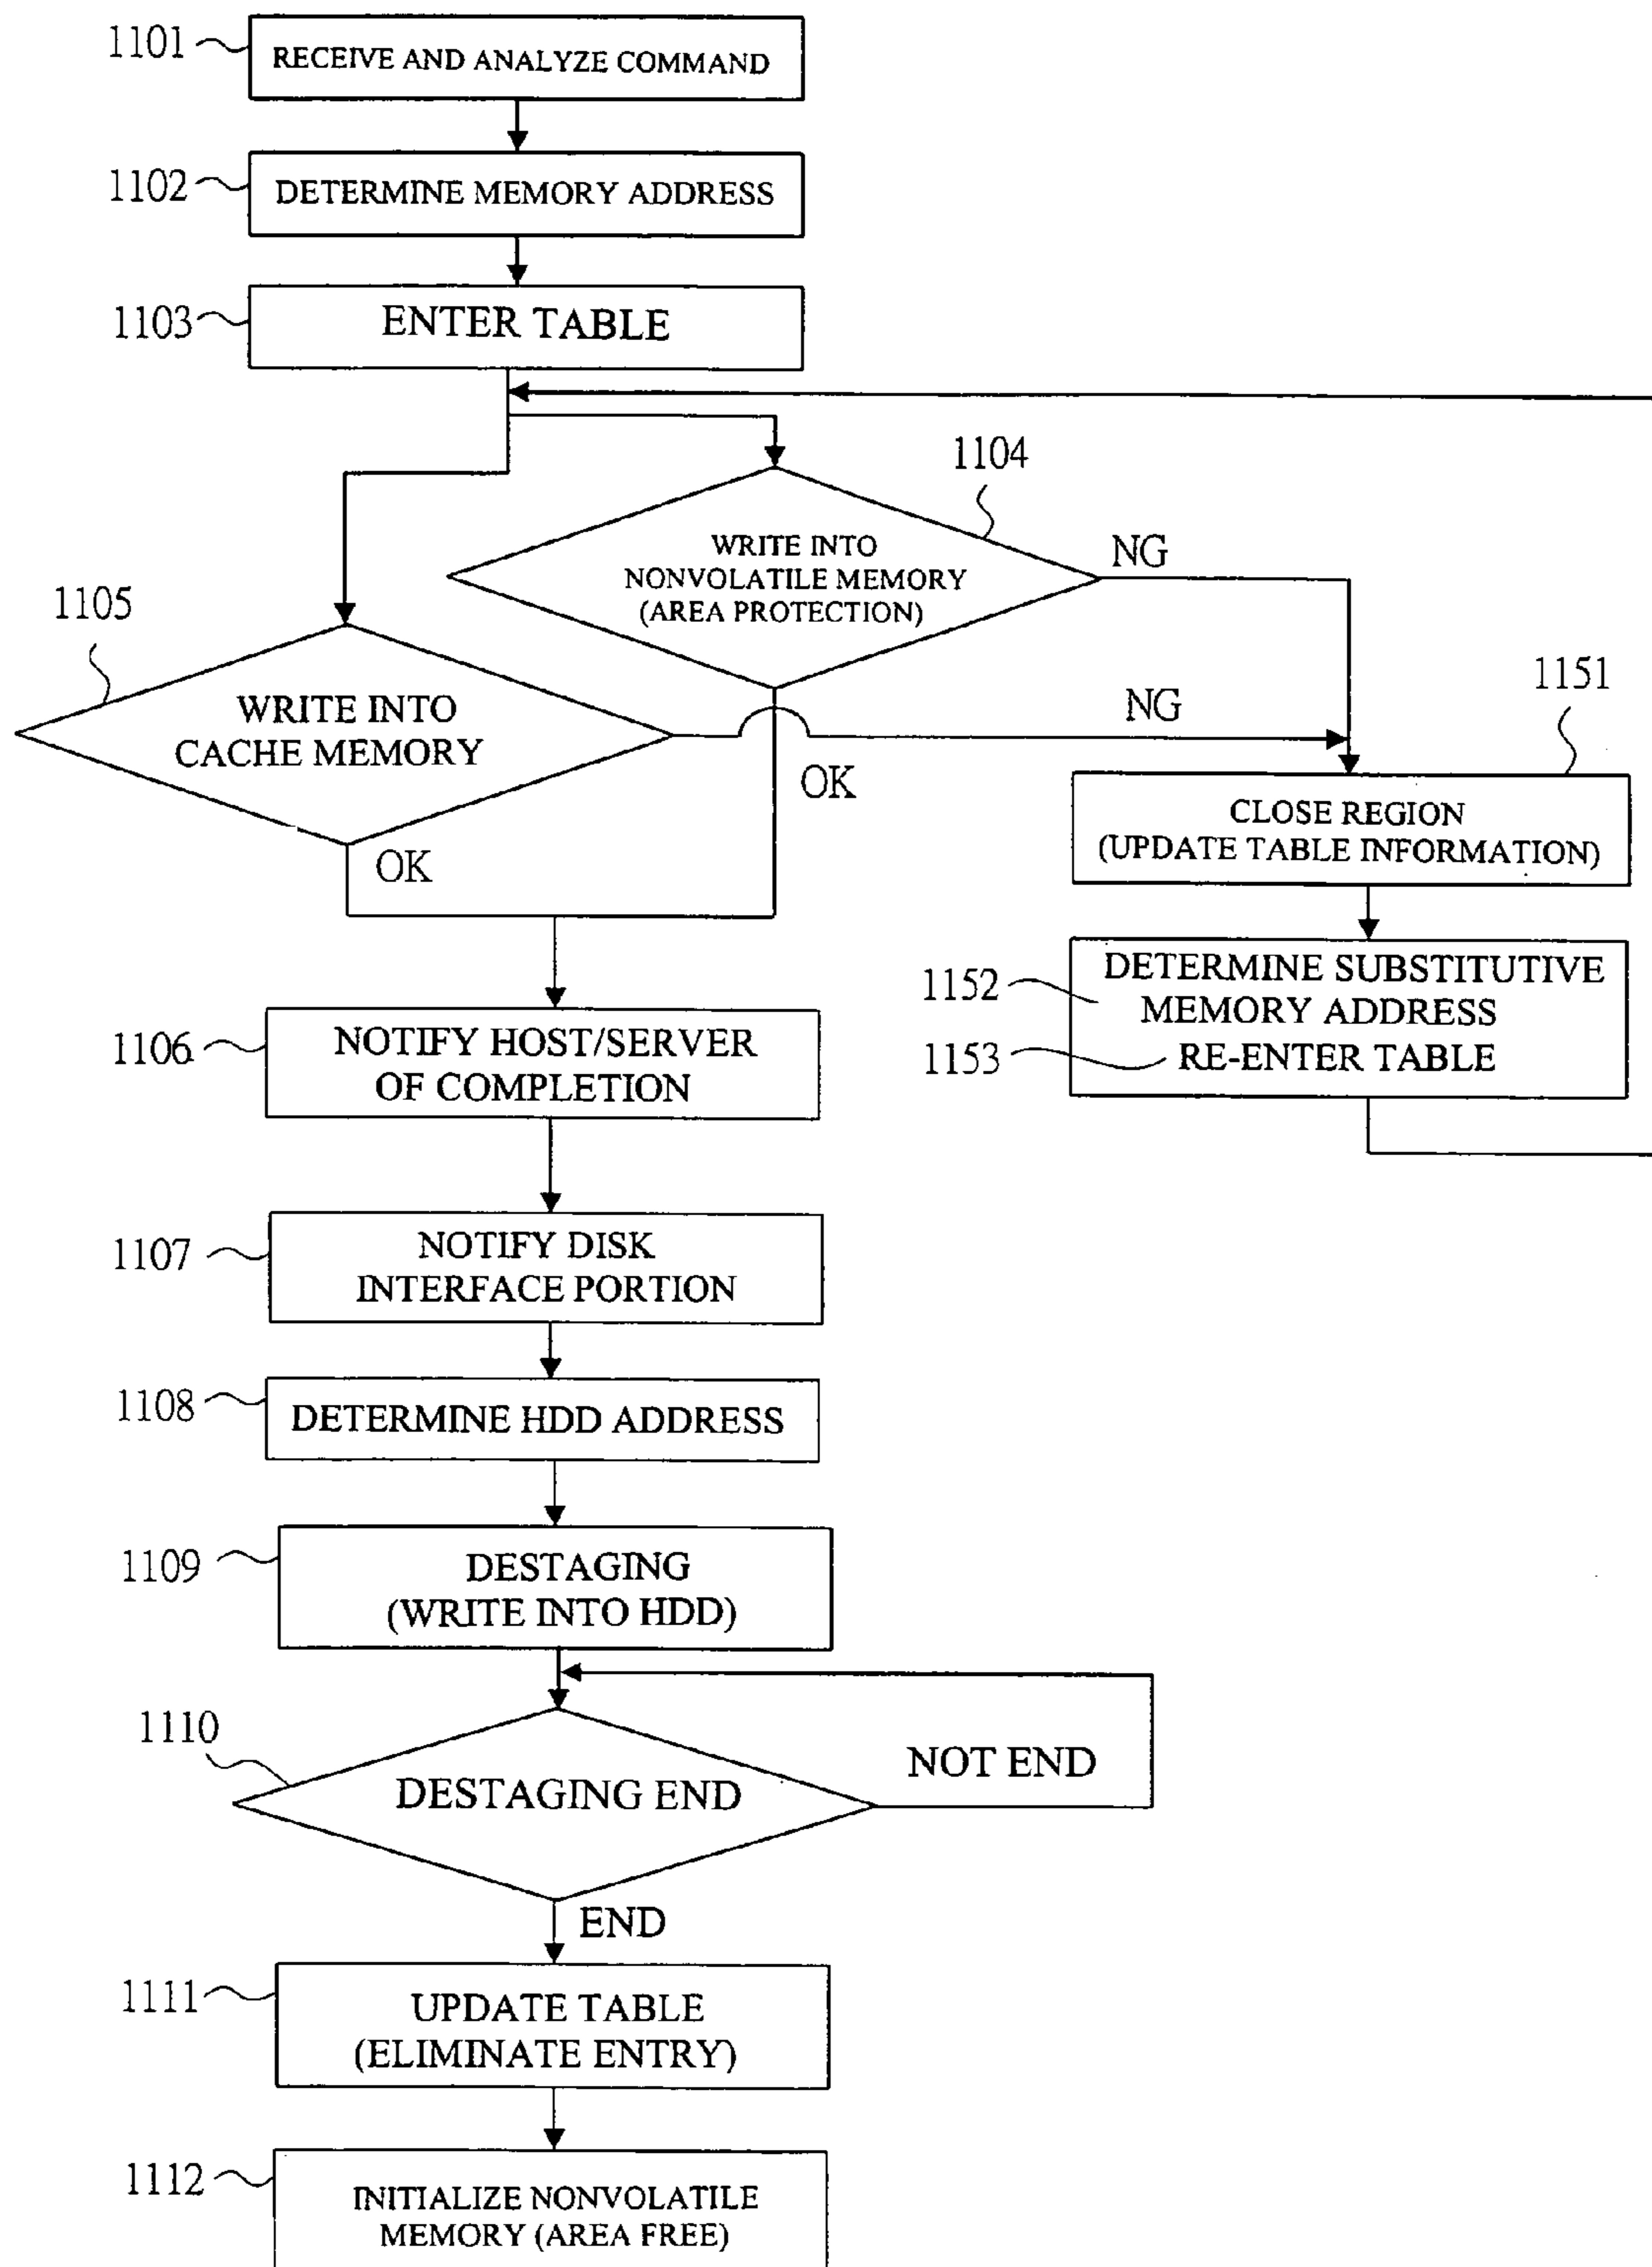 1101
RECEIVE AND ANALYZE COMMAND
1102
DETERMINE MEMORY ADDRESS
1103
ENTER TABLE
1104
WRITE INTO
NONVOLATILE MEMORY
(AREA PROTECTION)
NG
1105
WRITE INTO
CACHE MEMORY
NG
OK
OK
1151
CLOSE REGION
(UPDATE TABLE INFORMATION)
1152
DETERMINE SUBSTITUTIVE
MEMORY ADDRESS
1153
RE-ENTER TABLE
1106
NOTIFY HOST/SERVER
OF COMPLETION
1107
NOTIFY DISK
INTERFACE PORTION
1108
DETERMINE HDD ADDRESS
1109
DESTAGING
(WRITE INTO HDD)
1110
DESTAGING END
NOT END
END
1111
UPDATE TABLE
(ELIMINATE ENTRY)
1112
INITIALIZE NONVOLATILE
MEMORY (AREA FREE)